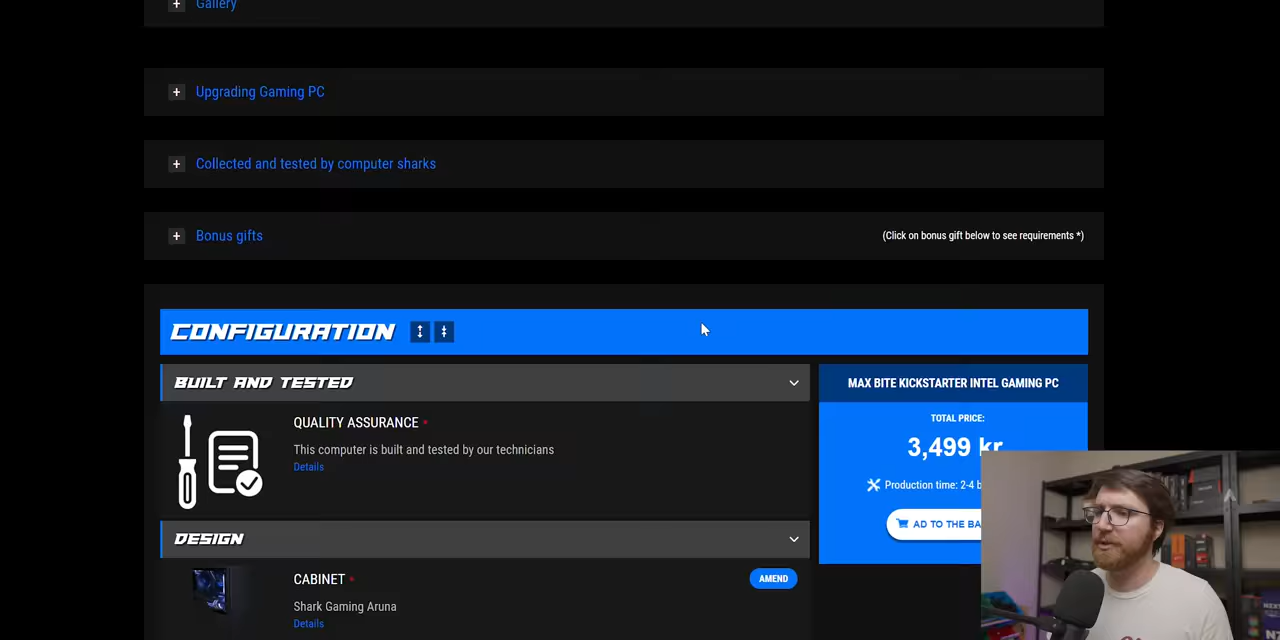 Gallery
Upgrading Gaming PC
Collected and tested by computer sharks
Bonus gifts
(Click on bonus gift below to see requirements *)
CONFIGURATION
BUILT AND TESTED
QUALITY ASSURANCE *
This computer is built and tested by our technicians
Details
MAX BITE KICKSTARTER INTEL GAMING PC
TOTAL PRICE:
3,499 kr
Production time: 2-4 b
AD TO THE BA
DESIGN
CABINET *
AMEND
Shark Gaming Aruna
Details